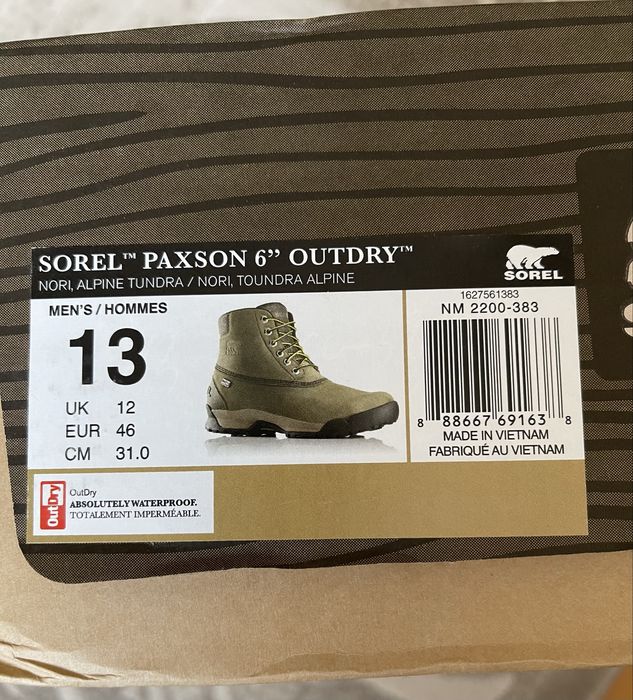 SOREL™ PAXSON 6” OUTDRY™
NORI, ALPINE TUNDRA / NORI, TOUNDRA ALPINE
SOREL
MEN'S / HOMMES
13
UK 12
EUR 46
CM 31.0
1627561383
NM 2200-383
8 88667 69163 8
MADE IN VIETNAM
FABRIQUÉ AU VIETNAM
OutDry
OutDry
ABSOLUTELY WATERPROOF.
TOTALEMENT IMPERMÉABLE.